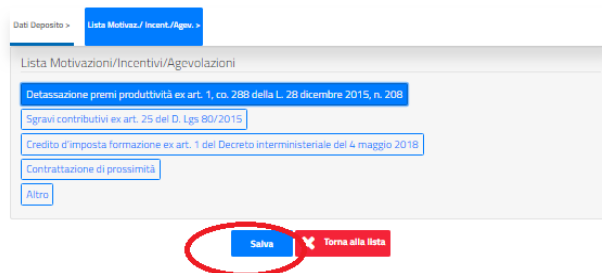 Dati Deposito > Lista Motivaz./ Incent./Agev. >
Lista Motivazioni/Incentivi/Agevolazioni
Detassazione premi produttività ex art. 1, co. 288 della L. 28 dicembre 2015, n. 208
Sgravi contributivi ex art. 25 del D. Lgs 80/2015
Credito d'imposta formazione ex art. 1 del Decreto interministeriale del 4 maggio 2018
Contrattazione di prossimità
Altro
Salva Torna alla lista